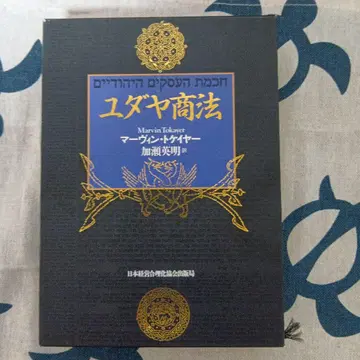 חכמת העסקים היהודיים
ユダヤ商法
Marvin Tokayer
マーヴィン・トケイヤー
加瀬英明 訳
日本経営合理化協会出版局